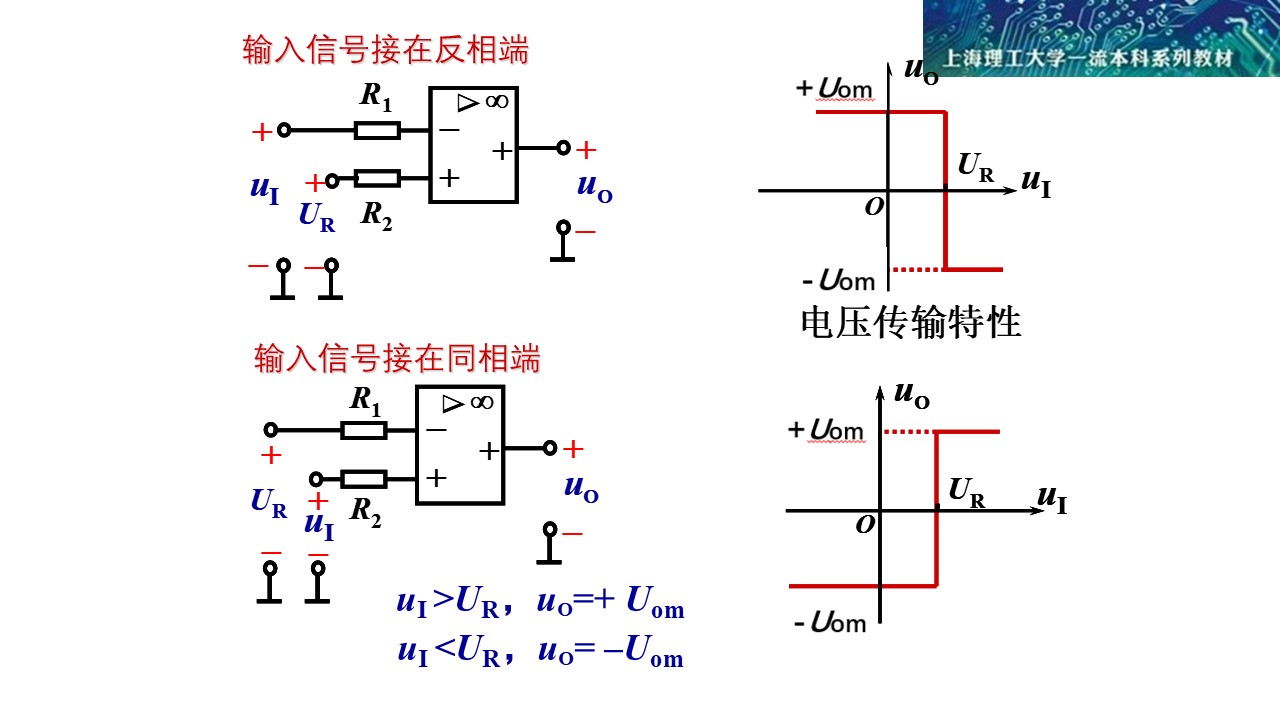 上海理工大学一流本科系列教材
输入信号接在反相端
R1
▷∞
+
−
+
uI
+
UR
R2
+
+
uO
−
−
−
uO
+Uom
UR
uI
O
-Uom
电压传输特性
输入信号接在同相端
R1
▷∞
−
+
UR
+
uI
R2
+
+
+
uO
−
−
−
uO
+Uom
UR
uI
O
-Uom
uI >UR，uO=+ Uom
uI <UR，uO= –Uom